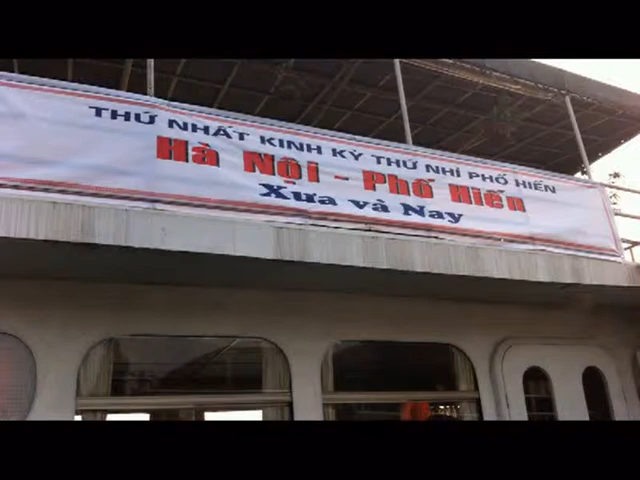 THỨ NHẤT KINH KỲ THỨ NHÌ PHỐ HIẾN
Hà Nội - Phố Hiến
Xưa và Nay